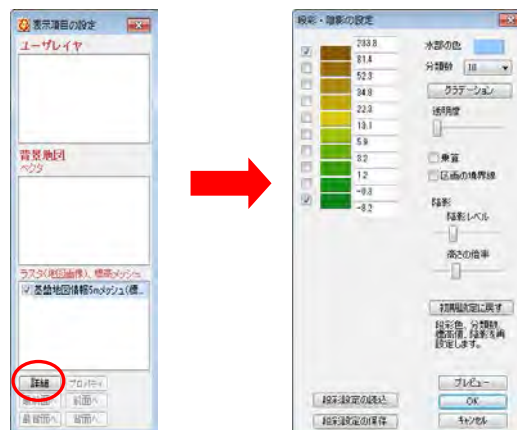 表示項目の設定
ユーザレイヤ
背景地図
ベクタ
ラスタ(地図画像)、標高メッシュ
基盤地図情報5mメッシュ(標...
詳細
プロパティ
最前面へ
前面へ
最背面へ
背面へ
段彩・陰影の設定
233.8
81.4
52.3
34.9
22.3
13.1
5.9
3.2
1.2
-0.3
-8.2
水部の色
分類数 10
グラデーション
透明度
乗算
区画の境界線
陰影
陰影レベル
高さの倍率
初期設定に戻す
段彩色、分類数、
標高値、陰影を再
設定します。
プレビュー
段彩設定の読込
OK
段彩設定の保存
キャンセル